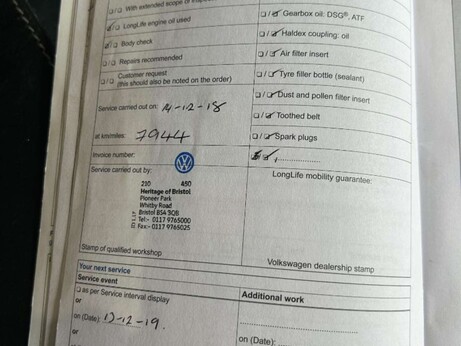 With extended scope of
LongLife engine oil used
Body check
Repairs recommended
Customer request
(this should also be noted on the order)
Service carried out on: 14-12-18
at km/miles: 7944
Invoice number:
Service carried out by:
210 450
Heritage of Bristol
Pioneer Park
Whitby Road
Bristol BS4 3QB
Tel:- 0117 9765000
Fax:- 0117 9765025
Stamp of qualified workshop
Gearbox oil: DSG®, ATF
Haldex coupling: oil
Air filter insert
Tyre filler bottle (sealant)
Dust and pollen filter insert
Toothed belt
Spark plugs
LongLife mobility guarantee:
Volkswagen dealership stamp
Your next service
Service event
as per Service interval display
or
on (Date): 13-12-19.
or
Additional work
on (Date):